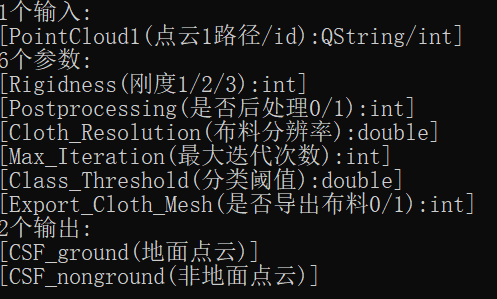 1个输入:
[PointCloud1(点云1路径/id):QString/int]
6个参数:
[Rigidness(刚度1/2/3):int]
[Postprocessing(是否后处理0/1):int]
[Cloth_Resolution(布料分辨率):double]
[Max_Iteration(最大迭代次数):int]
[Class_Threshold(分类阈值):double]
[Export_Cloth_Mesh(是否导出布料0/1):int]
2个输出:
[CSF_ground(地面点云)]
[CSF_nonground(非地面点云)]